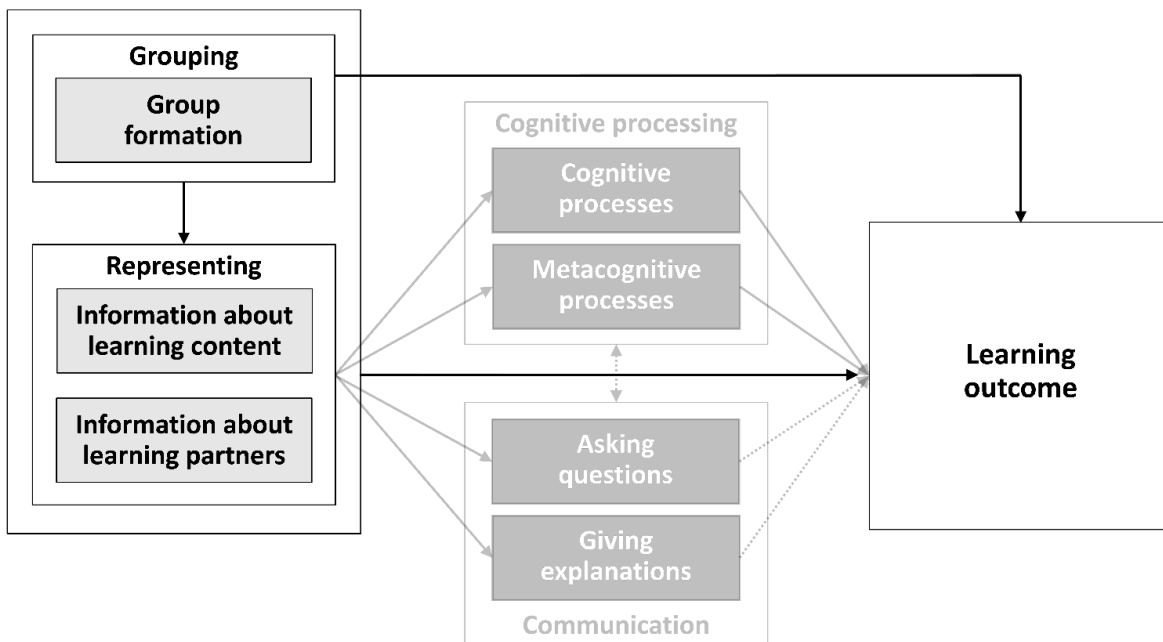 Grouping
Group
formation
Representing
Information about
learning content
Information about
learning partners
Cognitive processing
Cognitive
processes
Metacognitive
processes
Asking
questions
Giving
explanations
Communication
Learning
outcome